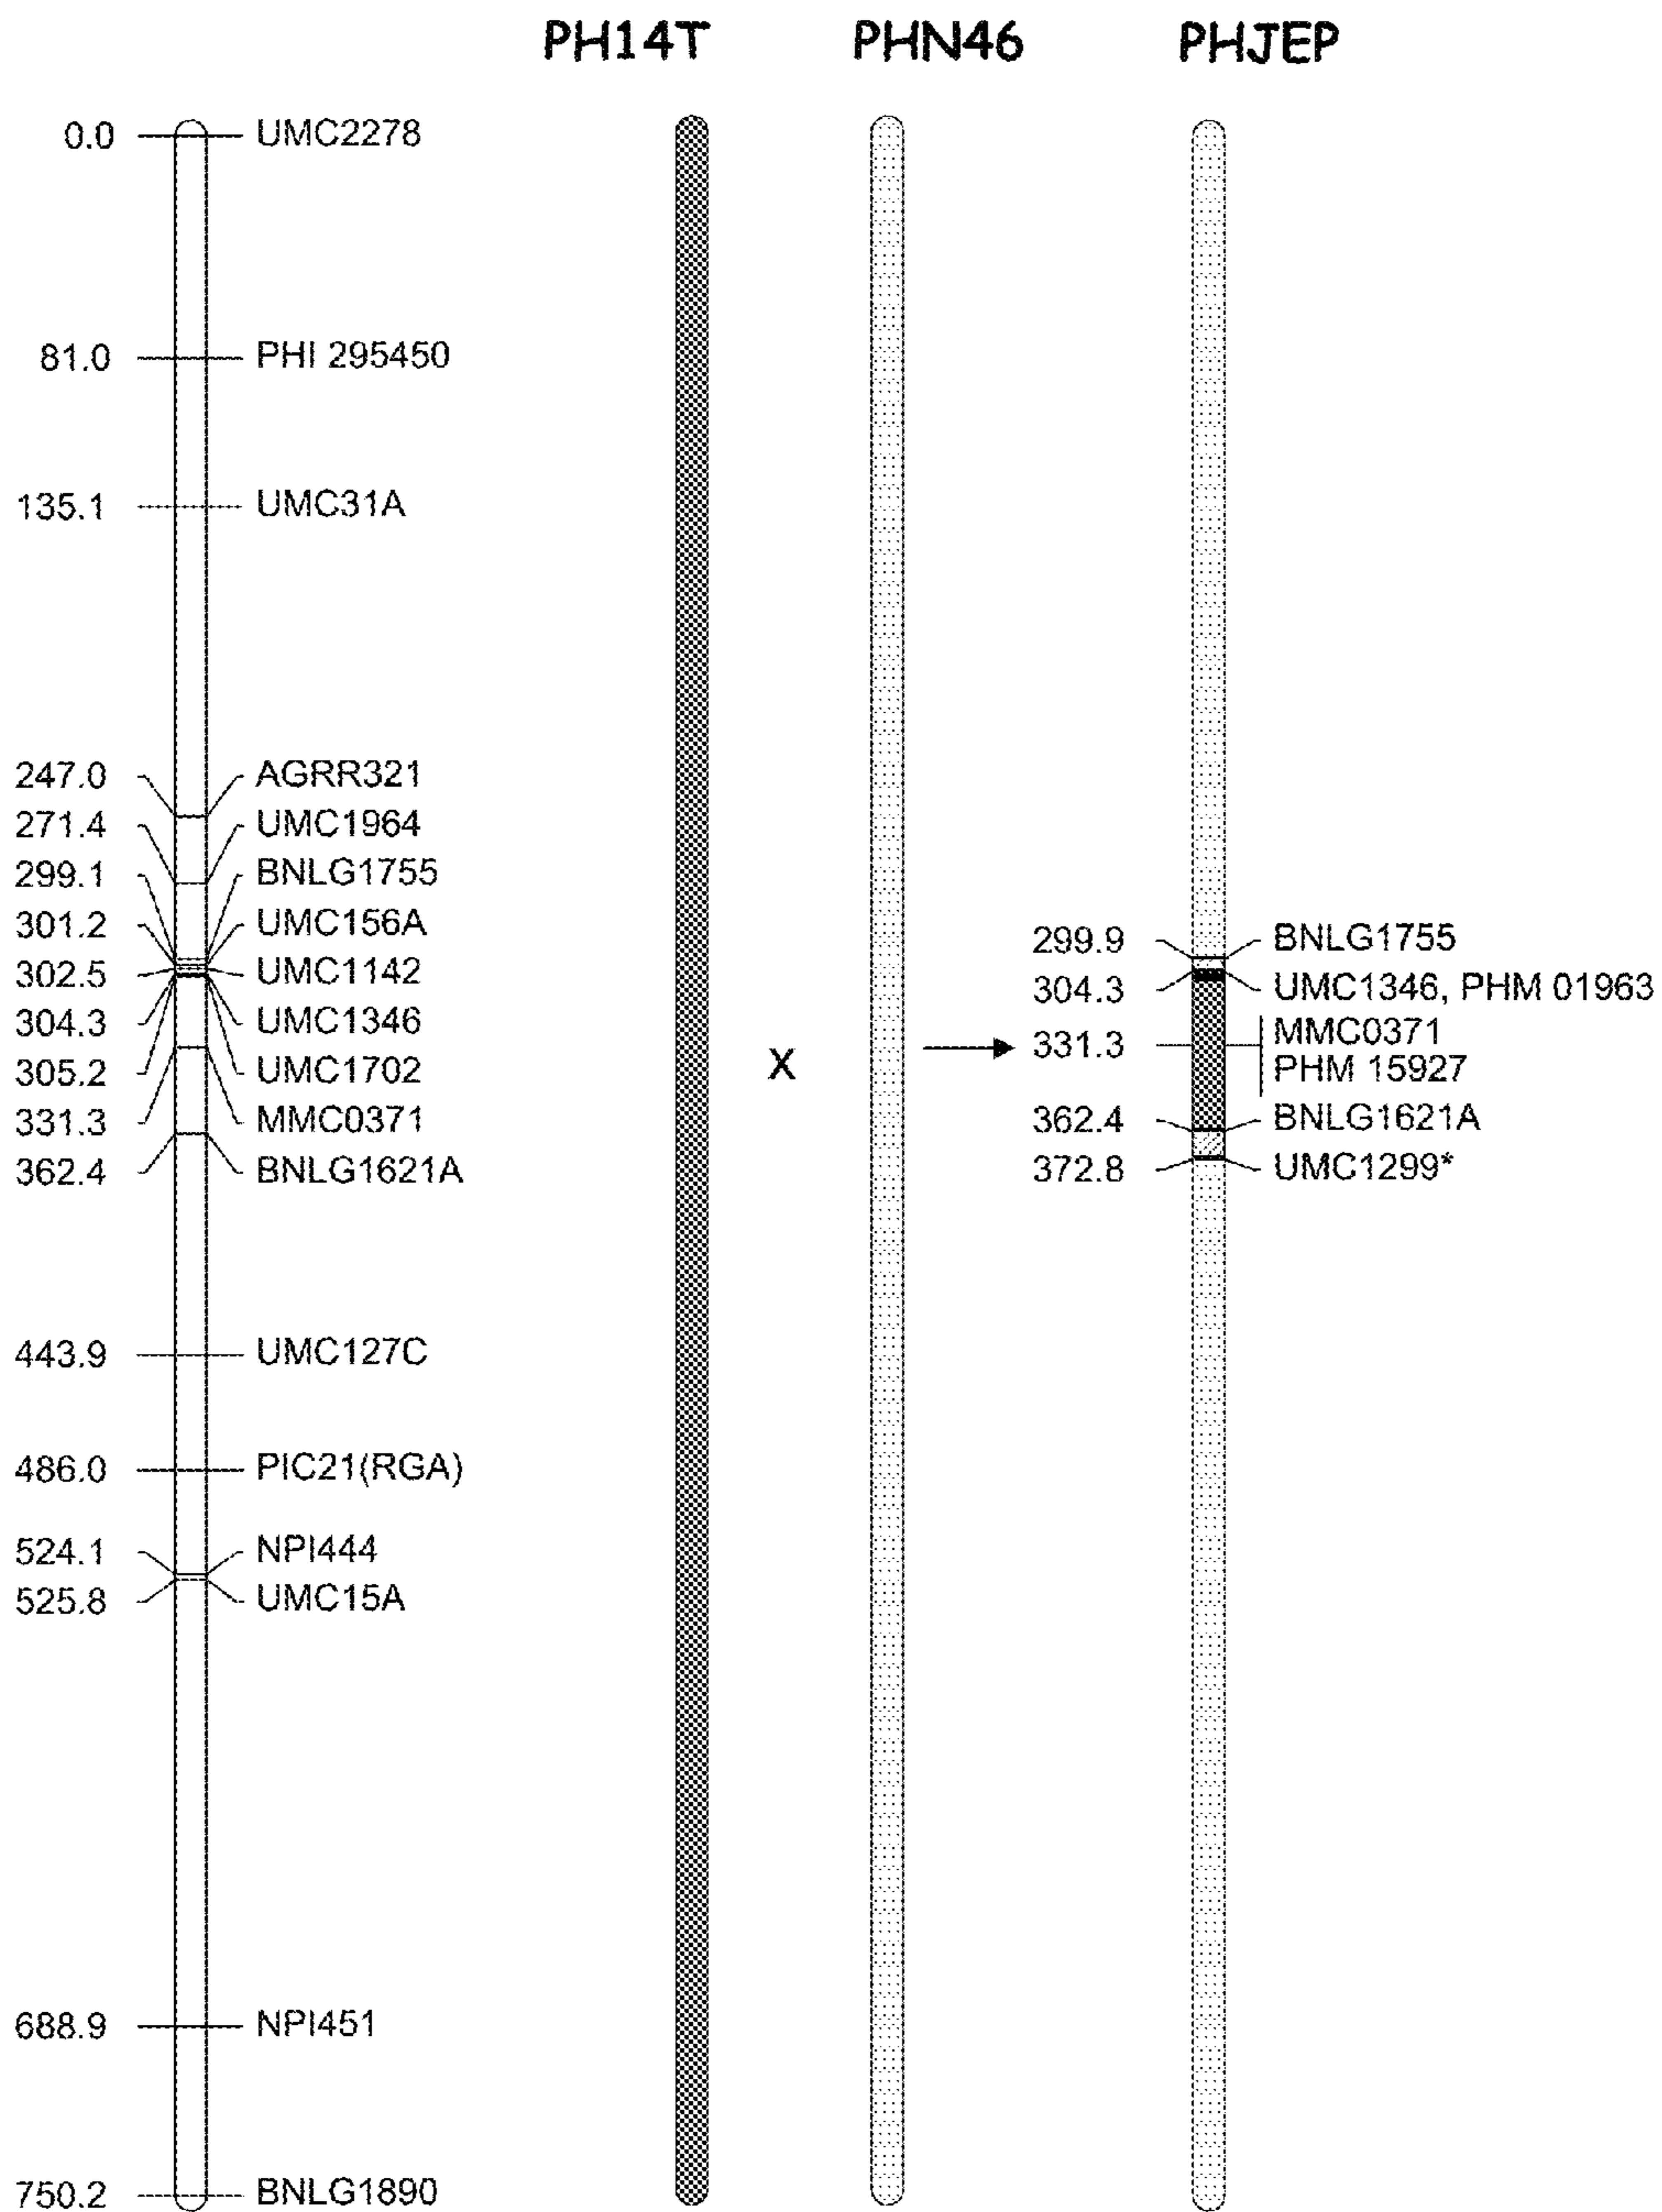 PH14T PHN46 PHJEP
0.0 UMC2278
81.0 PHI 295450
135.1 UMC31A
247.0 AGRR321
271.4 UMC1964
299.1 BNLG1755
301.2 UMC156A
302.5 UMC1142
304.3 UMC1346
305.2 UMC1702
331.3 MMC0371
362.4 BNLG1621A
443.9 UMC127C
486.0 PIC21(RGA)
524.1 NPI444
525.8 UMC15A
688.9 NPI451
750.2 BNLG1890
X
299.9 BNLG1755
304.3 UMC1346, PHM 01963
331.3 MMC0371
PHM 15927
362.4 BNLG1621A
372.8 UMC1299*